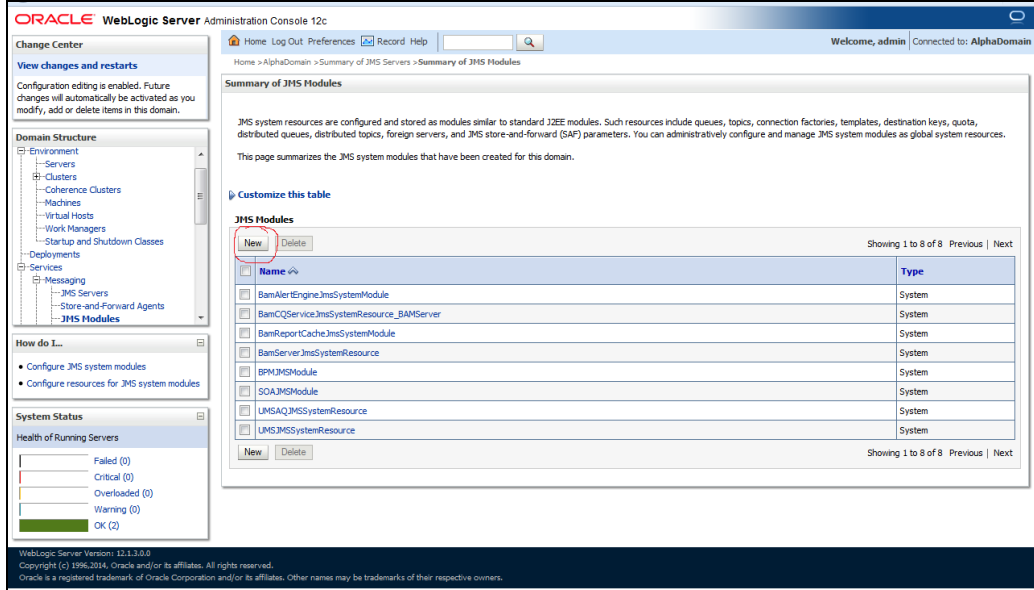 ORACLE WebLogic Server Administration Console 12c
Change Center
View changes and restarts
Configuration editing is enabled. Future
changes will automatically be activated as you
modify, add or delete items in this domain.
Domain Structure
Environment
Servers
Clusters
Coherence Clusters
Machines
Virtual Hosts
Work Managers
Startup and Shutdown Classes
Deployments
Services
Messaging
JMS Servers
Store-and-Forward Agents
JMS Modules
How do I...
Configure JMS system modules
Configure resources for JMS system modules
System Status
Health of Running Servers
Failed (0)
Critical (0)
Overloaded (0)
Warning (0)
OK (2)
Home Log Out Preferences Record Help
Welcome, admin Connected to: AlphaDomain
Home >AlphaDomain >Summary of JMS Servers >Summary of JMS Modules
Summary of JMS Modules
JMS system resources are configured and stored as modules similar to standard J2EE modules. Such resources include queues, topics, connection factories, templates, destination keys, quota,
distributed queues, distributed topics, foreign servers, and JMS store-and-forward (SAF) parameters. You can administratively configure and manage JMS system modules as global system resources.
This page summarizes the JMS system modules that have been created for this domain.
Customize this table
JMS Modules
New Delete Showing 1 to 8 of 8 Previous | Next
Name Type
BamAlertEngineJmsSystemModule System
BamCQServiceJmsSystemResource_BAMServer System
BamReportCacheJmsSystemModule System
BamServerJmsSystemResource System
BPMJMSModule System
SOAJMSModule System
UMSAQJMSSystemResource System
UMSJMSSystemResource System
New Delete Showing 1 to 8 of 8 Previous | Next
WebLogic Server Version: 12.1.3.0.0
Copyright (c) 1996,2014, Oracle and/or its affiliates. All rights reserved.
Oracle is a registered trademark of Oracle Corporation and/or its affiliates. Other names may be trademarks of their respective owners.